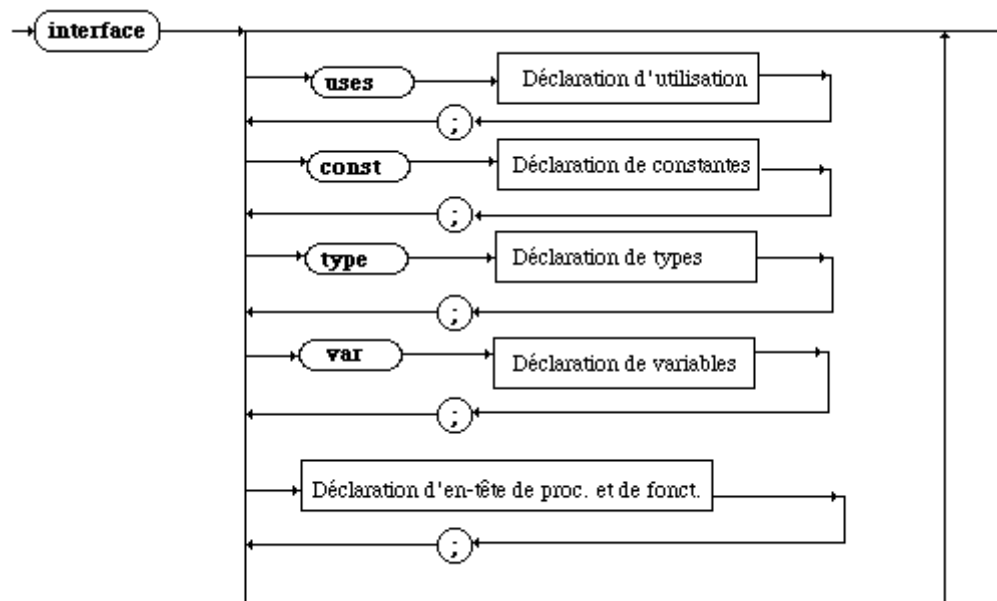 interface
uses
Déclaration d'utilisation
;
const
Déclaration de constantes
;
type
Déclaration de types
;
var
Déclaration de variables
;
Déclaration d'en-tête de proc. et de fonct.
;